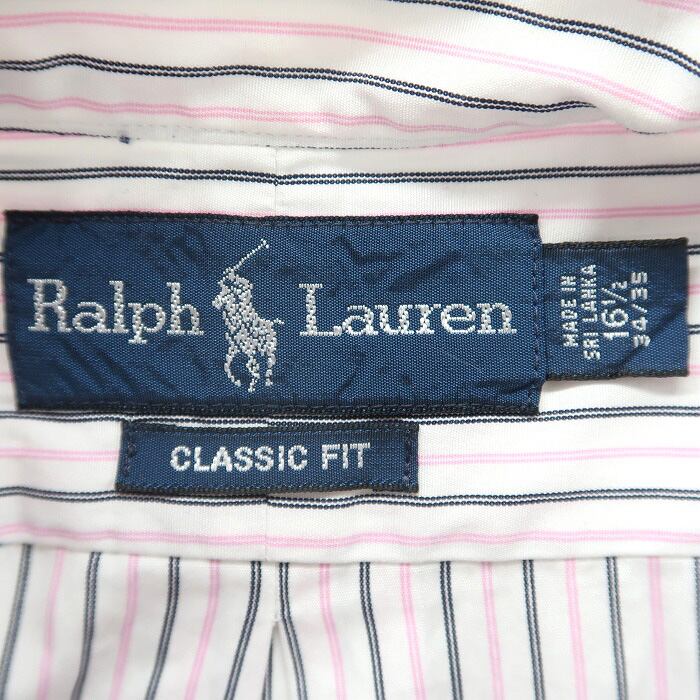 Ralph Lauren
MADE IN
SRI LANKA
16½
34/35
CLASSIC FIT